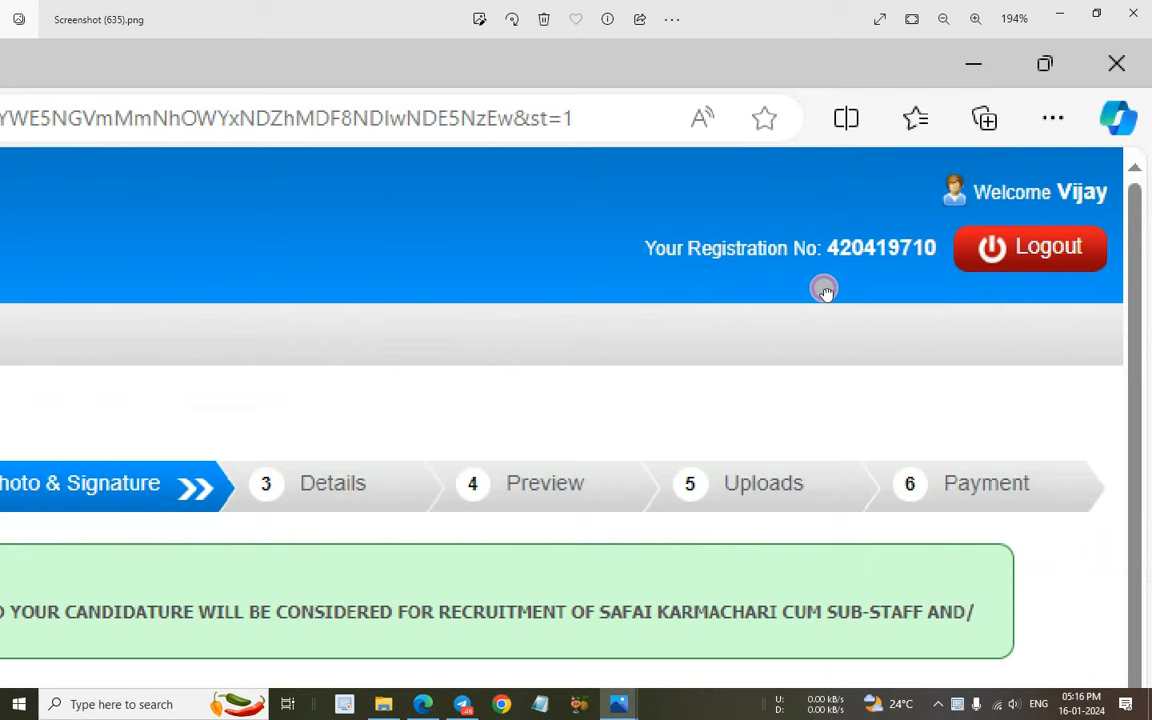 Screenshot (635).png
194%
YWE5NGVmMmNhOWYxNDZhMDF8NDIwNDE5NzEw&st=1
Welcome Vijay
Your Registration No: 420419710
Logout
hoto & Signature
3 Details
4 Preview
5 Uploads
6 Payment
O YOUR CANDIDATURE WILL BE CONSIDERED FOR RECRUITMENT OF SAFAI KARMACHARI CUM SUB-STAFF AND/
Type here to search
U: 0.00 kB/s
D: 0.00 kB/s
24°C
ENG
05:16 PM
16-01-2024